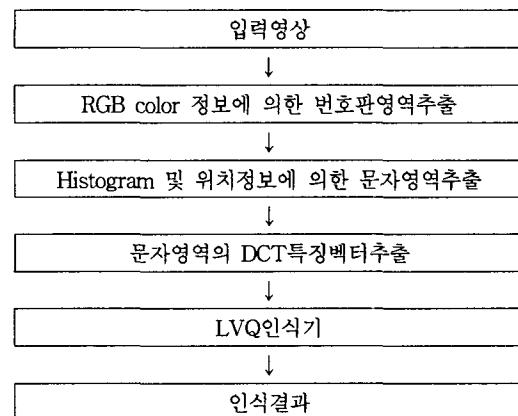 입력영상
↓
RGB color 정보에 의한 번호판영역추출
↓
Histogram 및 위치정보에 의한 문자영역추출
↓
문자영역의 DCT특징벡터추출
↓
LVQ인식기
↓
인식결과